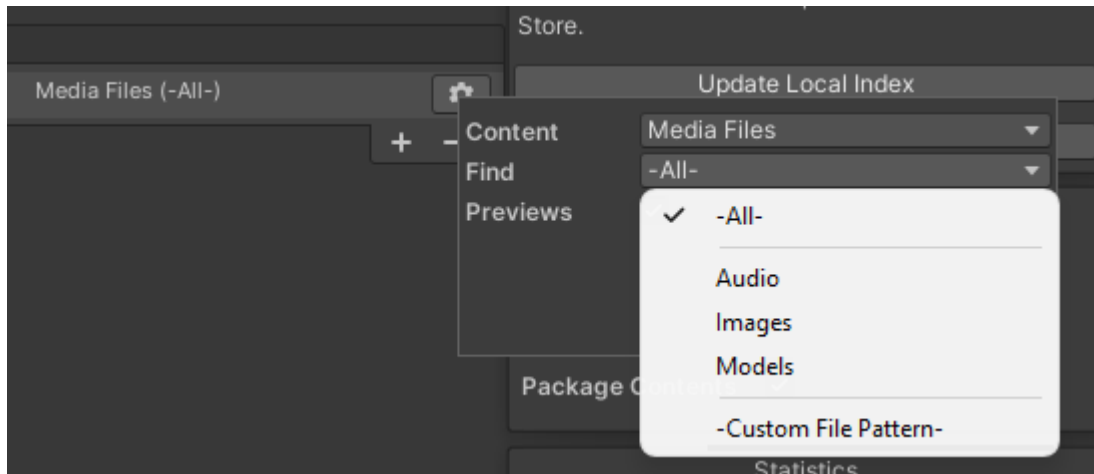 Store.
Update Local Index
Media Files (-All-)
+ -
Content Media Files
Find -All-
Previews
-All-
Audio
Images
Models
-Custom File Pattern-
Package Contents
Statistics